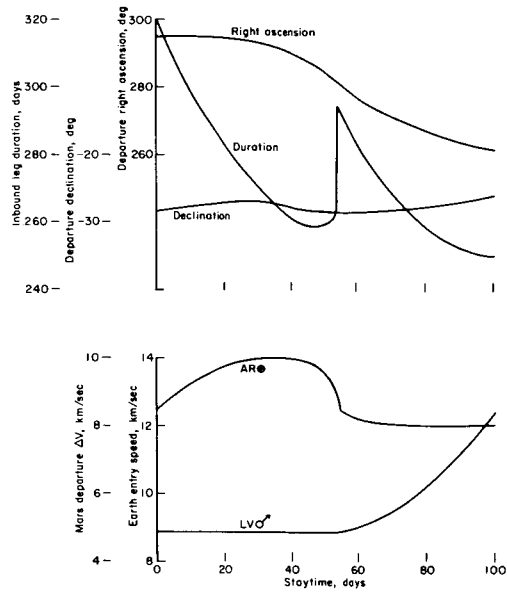 320
300
280
260
240
Inbound leg duration, days
-20
-30
Departure declination, deg
300
280
260
Departure right ascension, deg
Right ascension
Duration
Declination
10
8
6
4
Mars departure ΔV, km/sec
14
12
10
8
Earth entry speed, km/sec
AR⊕
LVO♂
0 20 40 60 80 100
Staytime, days